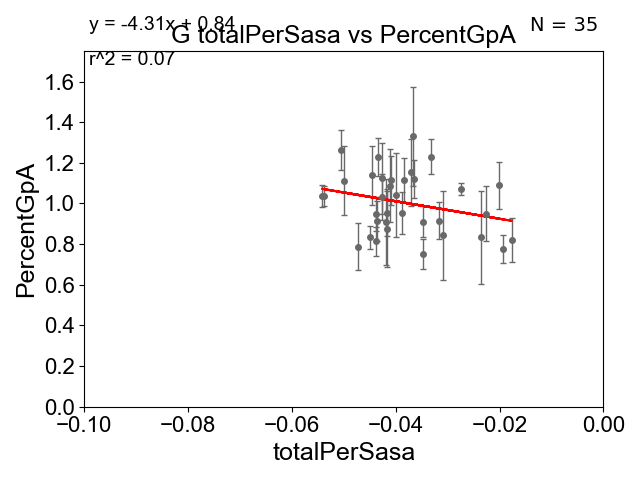 y = -4.31x + 0.84
N = 35
G totalPerSasa vs PercentGpA
r^2 = 0.07
PercentGpA
1.6
1.4
1.2
1.0
0.8
0.6
0.4
0.2
0.0
−0.10 −0.08 −0.06 −0.04 −0.02 0.00
totalPerSasa